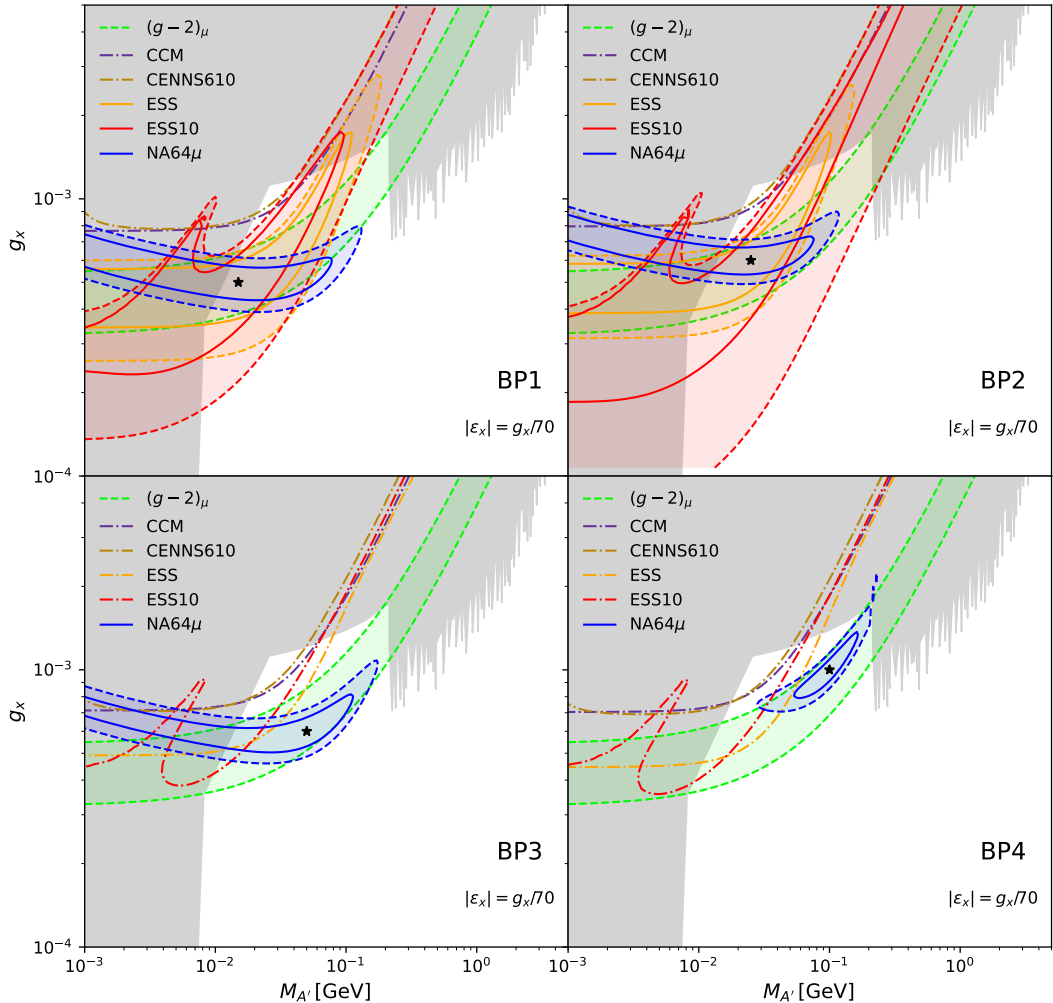 (g − 2)μ
CCM
CENNS610
ESS
ESS10
NA64μ
BP1
|εx| = gx/70
(g − 2)μ
CCM
CENNS610
ESS
ESS10
NA64μ
BP2
|εx| = gx/70
10⁻³
gx
10⁻⁴
(g − 2)μ
CCM
CENNS610
ESS
ESS10
NA64μ
BP3
|εx| = gx/70
(g − 2)μ
CCM
CENNS610
ESS
ESS10
NA64μ
BP4
|εx| = gx/70
10⁻³
gx
10⁻⁴
10⁻³ 10⁻² 10⁻¹ 10⁰
10⁻³ 10⁻² 10⁻¹ 10⁰
MA′ [GeV]
MA′ [GeV]